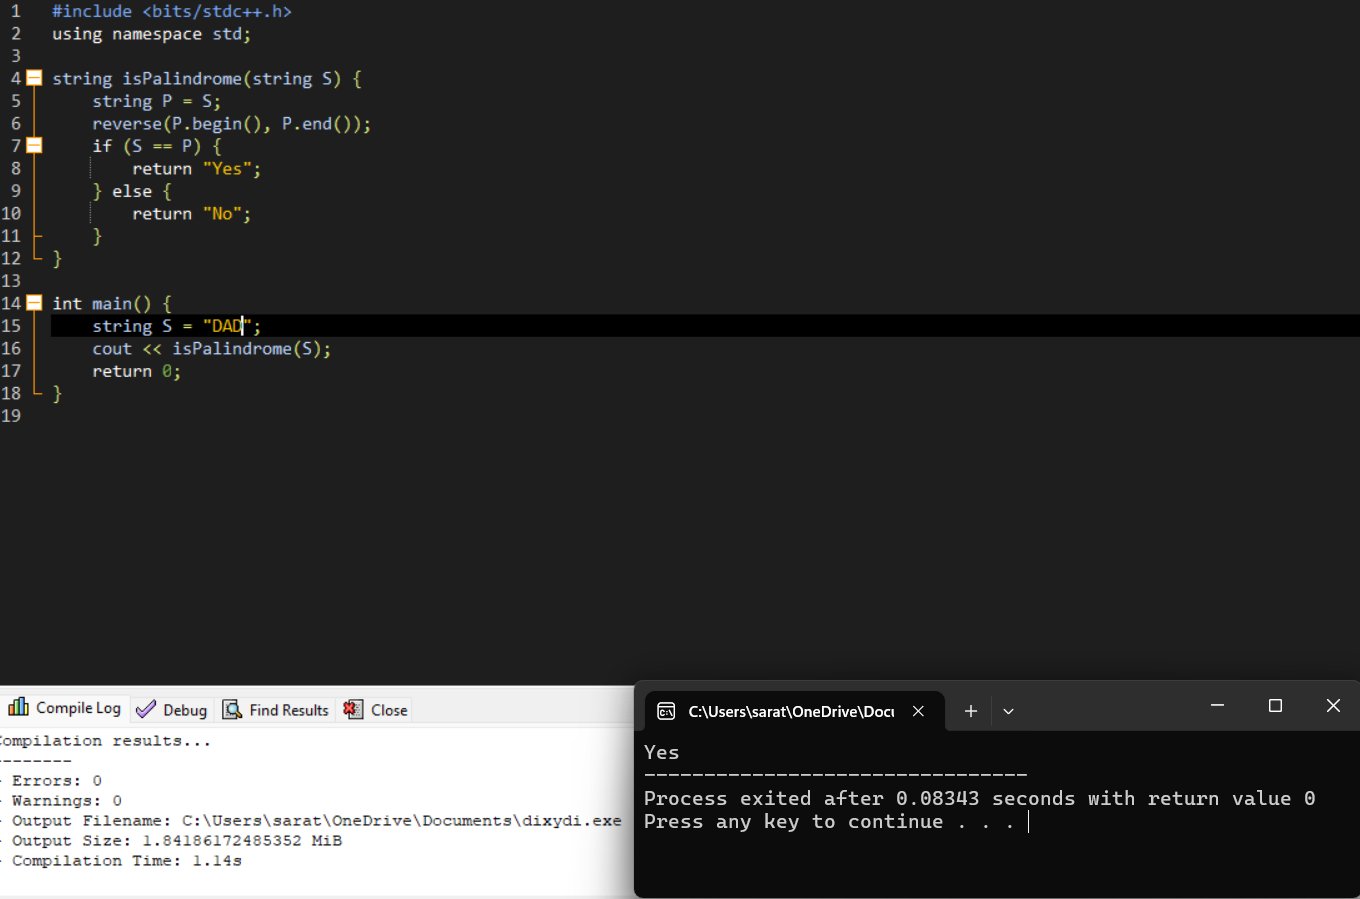 1 #include <bits/stdc++.h>
2 using namespace std;
3
4 string isPalindrome(string S) {
5 string P = S;
6 reverse(P.begin(), P.end());
7 if (S == P) {
8 return "Yes";
9 } else {
10 return "No";
11 }
12 }
13
14 int main() {
15 string S = "DAD";
16 cout << isPalindrome(S);
17 return 0;
18 }
19
Compile Log Debug Find Results Close
ompilation results...
--------
- Errors: 0
- Warnings: 0
- Output Filename: C:\Users\sarat\OneDrive\Documents\dixydi.exe
- Output Size: 1.84186172485352 MiB
- Compilation Time: 1.14s
C:\Users\sarat\OneDrive\Docu
Yes
--------------------------------
Process exited after 0.08343 seconds with return value 0
Press any key to continue . . .